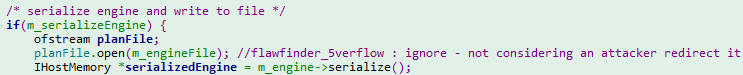 /* serialize engine and write to file */
if(m_serializeEngine) {
ofstream planFile;
planFile.open(m_engineFile); //flawfinder_5verflow : ignore - not considering an attacker redirect it
IHostMemory *serializedEngine = m_engine->serialize();